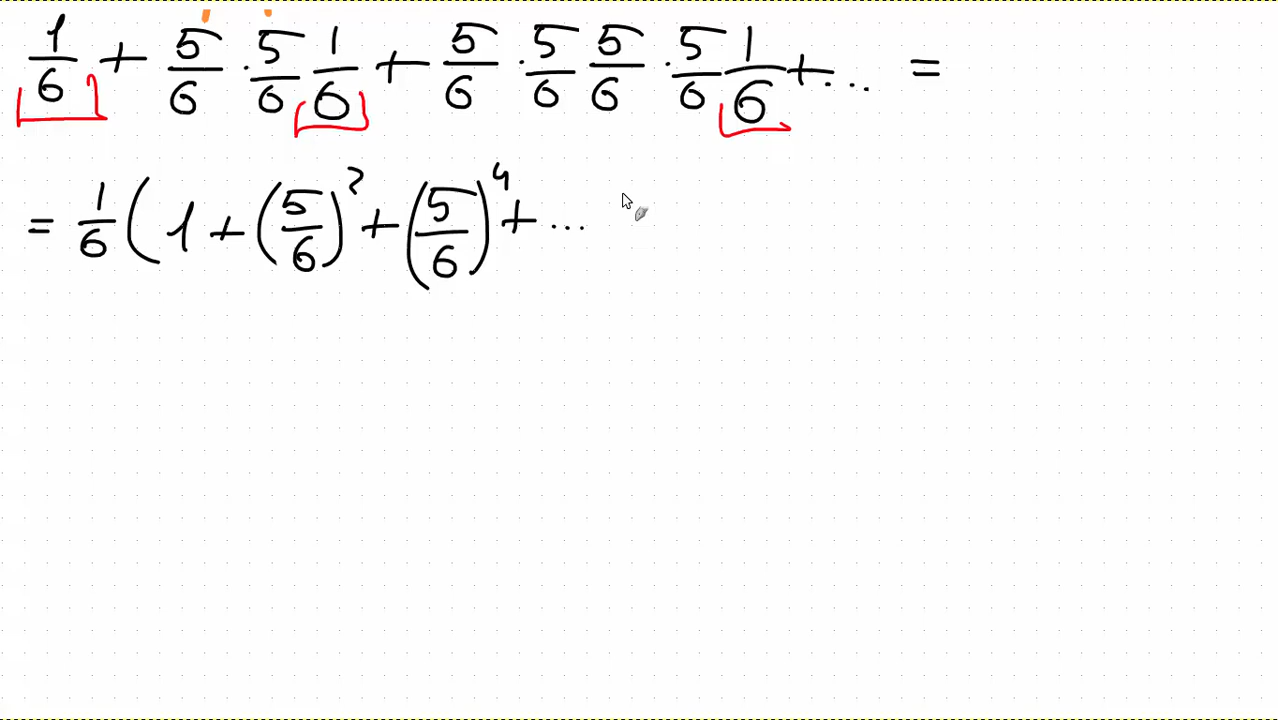 1/6 + 5/6 · 5/6 1/6 + 5/6 · 5/6 5/6 · 5/6 1/6 + ... =
= 1/6 ( 1 + (5/6)² + (5/6)⁴ + ...